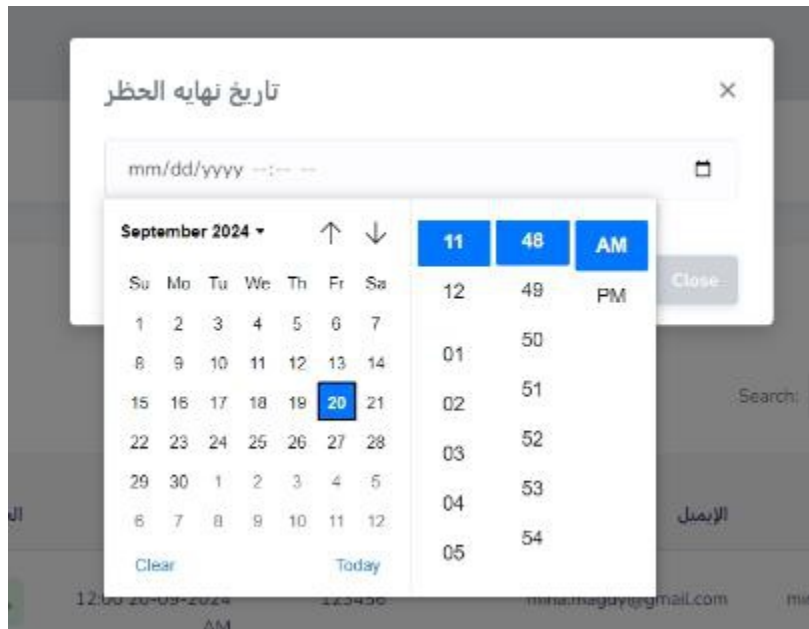 تاريخ نهايه الحظر
×
mm/dd/yyyy --:-- --
September 2024
11 48 AM
Su Mo Tu We Th Fr Sa
12 49 PM
Close
1 2 3 4 5 6 7
01 50
8 9 10 11 12 13 14
02 51
15 16 17 18 19 20 21
Search:
22 23 24 25 26 27 28
03 52
29 30 1 2 3 4 5
04 53
الإيميل
6 7 8 9 10 11 12
05 54
Clear Today
12:00 20-09-2024
123456
mina.magdy@gmail.com
AM